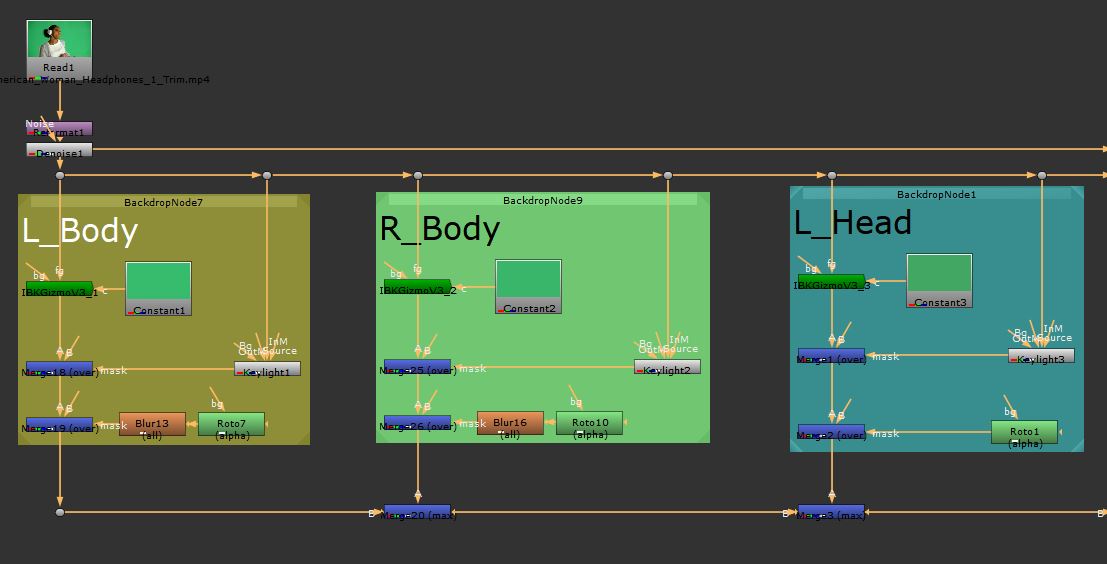 Read1
merican_woman_Headphones_1_Trim.mp4
Noise
Reformat1
Denoise1
BackdropNode7
L_Body
bg
fg
IBKGizmoV3_1
c
Constant1
A B
Merge18 (over)
mask
Bg
OutM
InM
Source
Keylight1
A B
Merge19 (over)
mask
Blur13
(all)
bg
Roto7
(alpha)
BackdropNode9
R_Body
bg
fg
IBKGizmoV3_2
c
Constant2
A B
Merge25 (over)
mask
Bg
OutM
InM
Source
Keylight2
A B
Merge26 (over)
mask
Blur16
(all)
bg
Roto10
(alpha)
A
B
Merge20 (max)
BackdropNode1
L_Head
bg
fg
IBKGizmoV3_3
c
Constant3
A B
Merge1 (over)
mask
Bg
OutM
InM
Source
Keylight3
A B
Merge2 (over)
mask
bg
Roto1
(alpha)
A
B
Merge3 (max)
B